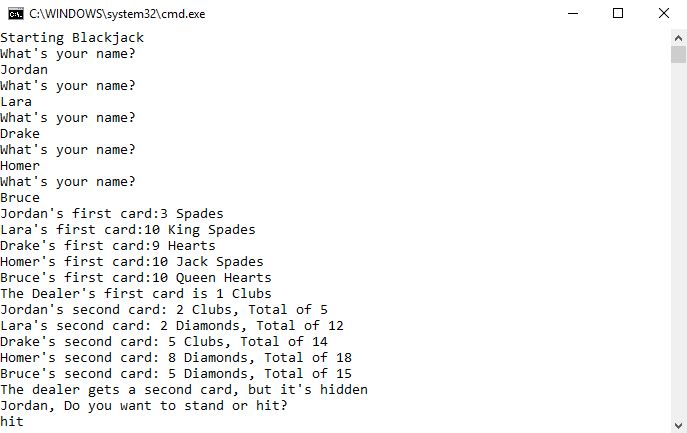 C:\WINDOWS\system32\cmd.exe
Starting Blackjack
What's your name?
Jordan
What's your name?
Lara
What's your name?
Drake
What's your name?
Homer
What's your name?
Bruce
Jordan's first card:3 Spades
Lara's first card:10 King Spades
Drake's first card:9 Hearts
Homer's first card:10 Jack Spades
Bruce's first card:10 Queen Hearts
The Dealer's first card is 1 Clubs
Jordan's second card: 2 Clubs, Total of 5
Lara's second card: 2 Diamonds, Total of 12
Drake's second card: 5 Clubs, Total of 14
Homer's second card: 8 Diamonds, Total of 18
Bruce's second card: 5 Diamonds, Total of 15
The dealer gets a second card, but it's hidden
Jordan, Do you want to stand or hit?
hit